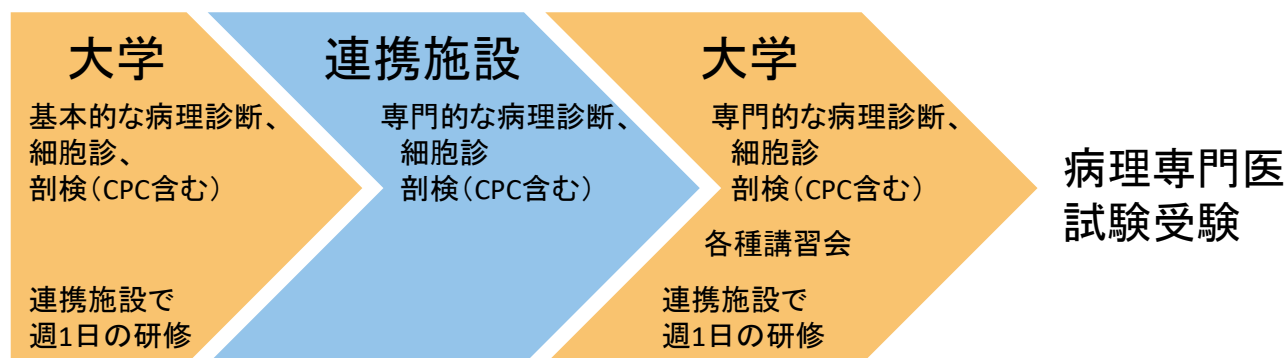 大学
基本的な病理診断、
細胞診、
剖検（CPC含む）
連携施設で
週1日の研修
連携施設
専門的な病理診断、
細胞診
剖検（CPC含む）
大学
専門的な病理診断、
細胞診
剖検（CPC含む）
各種講習会
連携施設で
週1日の研修
病理専門医
試験受験